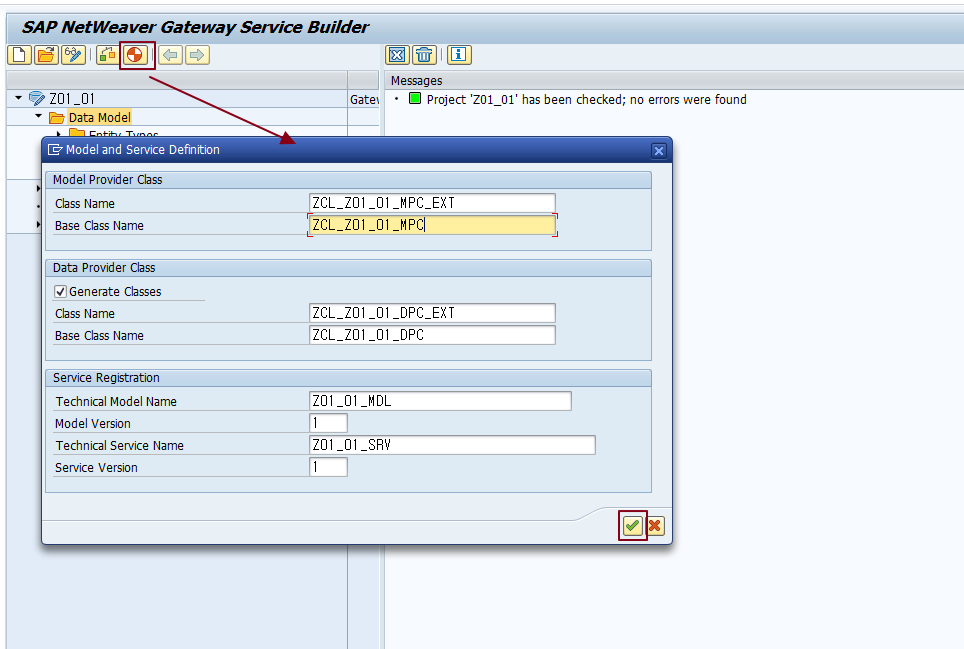 SAP NetWeaver Gateway Service Builder
Messages
Z01_01
Project 'Z01_01' has been checked; no errors were found
Data Model
Entity Types
Model and Service Definition
Model Provider Class
Class Name ZCL_Z01_01_MPC_EXT
Base Class Name ZCL_Z01_01_MPC
Data Provider Class
Generate Classes
Class Name ZCL_Z01_01_DPC_EXT
Base Class Name ZCL_Z01_01_DPC
Service Registration
Technical Model Name Z01_01_MDL
Model Version 1
Technical Service Name Z01_01_SRV
Service Version 1